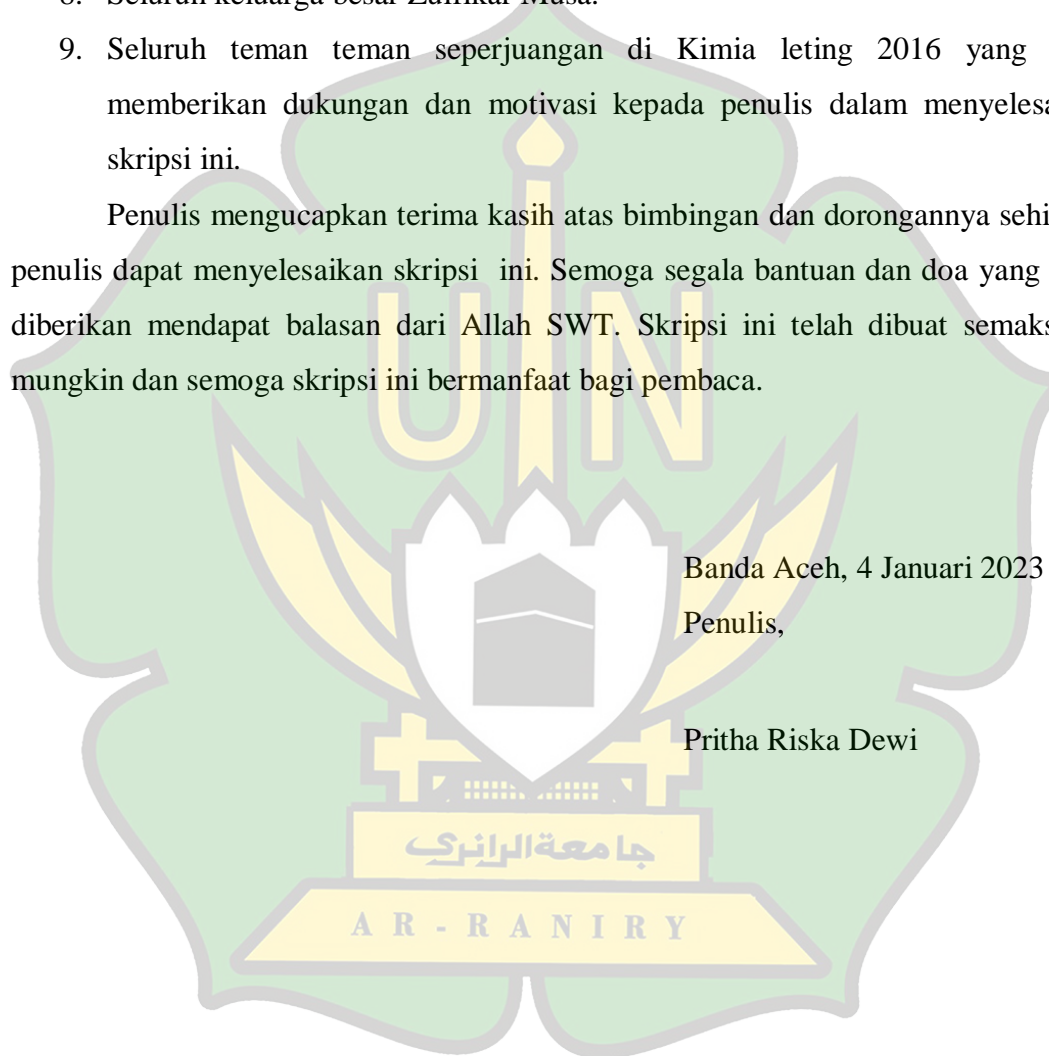 8. Seluruh keluarga besar Zulfikar Musa.
9. Seluruh teman teman seperjuangan di Kimia leting 2016 yang
memberikan dukungan dan motivasi kepada penulis dalam menyelesa
skripsi ini.
Penulis mengucapkan terima kasih atas bimbingan dan dorongannya sehi
penulis dapat menyelesaikan skripsi ini. Semoga segala bantuan dan doa yang
diberikan mendapat balasan dari Allah SWT. Skripsi ini telah dibuat semaks
mungkin dan semoga skripsi ini bermanfaat bagi pembaca.
UIN
Banda Aceh, 4 Januari 2023
Penulis,
Pritha Riska Dewi
جامعة الرانري
AR-RANIRY